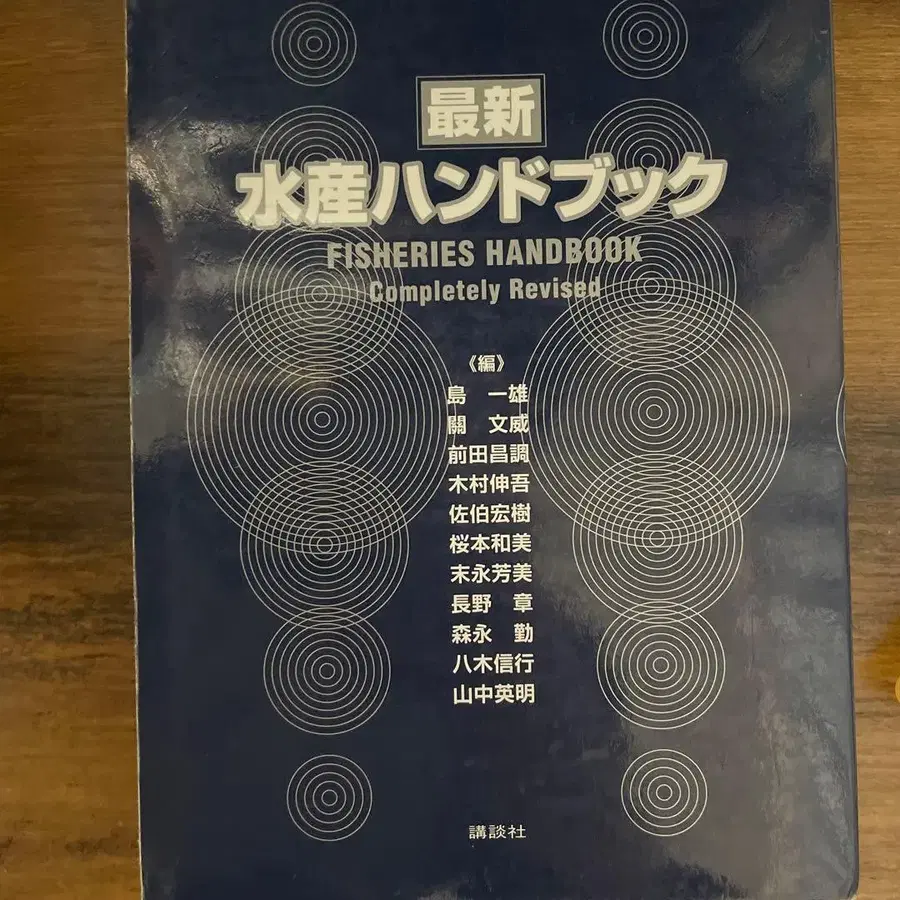 最新
水産ハンドブック
FISHERIES HANDBOOK
Completely Revised
《編》
島 一雄
關 文威
前田昌調
木村伸吾
佐伯宏樹
桜本和美
末永芳美
長野 章
森永 勤
八木信行
山中英明
講談社